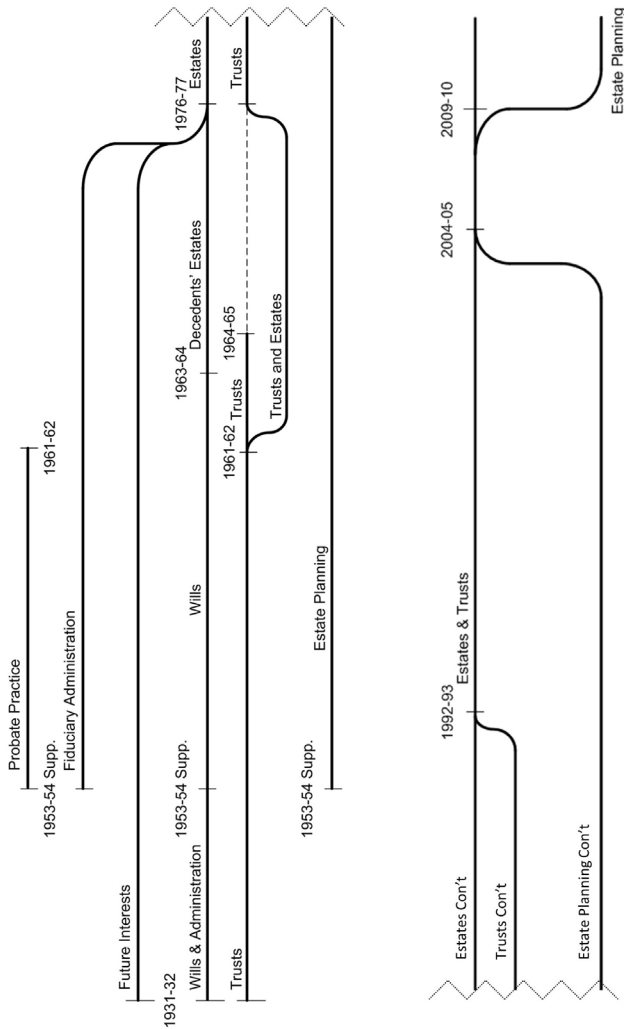 Probate Practice
1953-54 Supp.
1961-62
Fiduciary Administration
Future Interests
1931-32
Wills & Administration
1953-54 Supp.
Wills
1963-64
Decedents' Estates
1976-77
Estates
Trusts
1961-62
Trusts
1964-65
Trusts
Trusts and Estates
1953-54 Supp.
Estate Planning
Estates Con't
1992-93
Estates & Trusts
2004-05
2009-10
Trusts Con't
Estate Planning Con't
Estate Planning